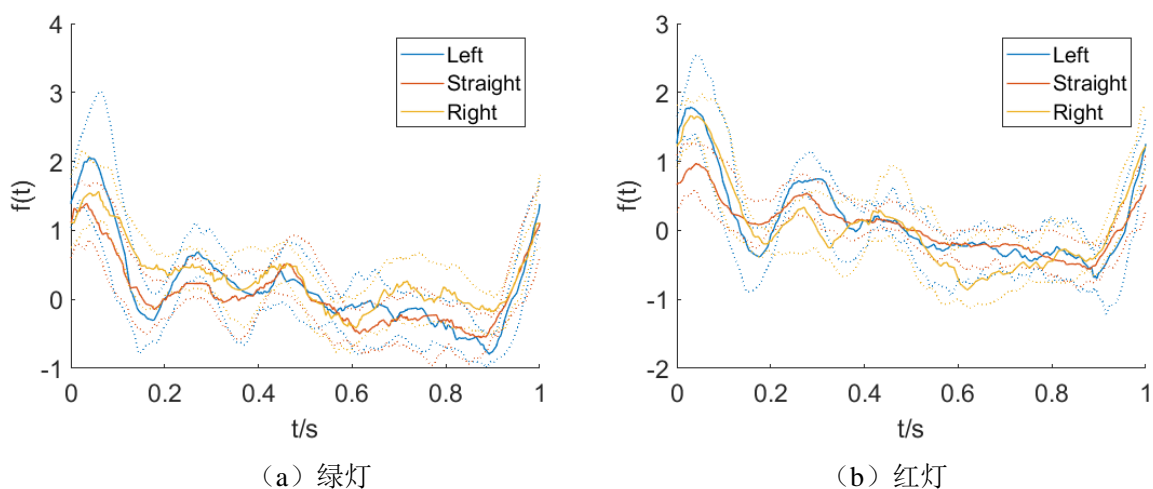 4
3
2
1
0
-1
f(t)
0
0.2
0.4
0.6
0.8
1
t/s
Left
Straight
Right
（a）绿灯
3
2
1
0
-1
-2
f(t)
0
0.2
0.4
0.6
0.8
1
t/s
Left
Straight
Right
（b）红灯